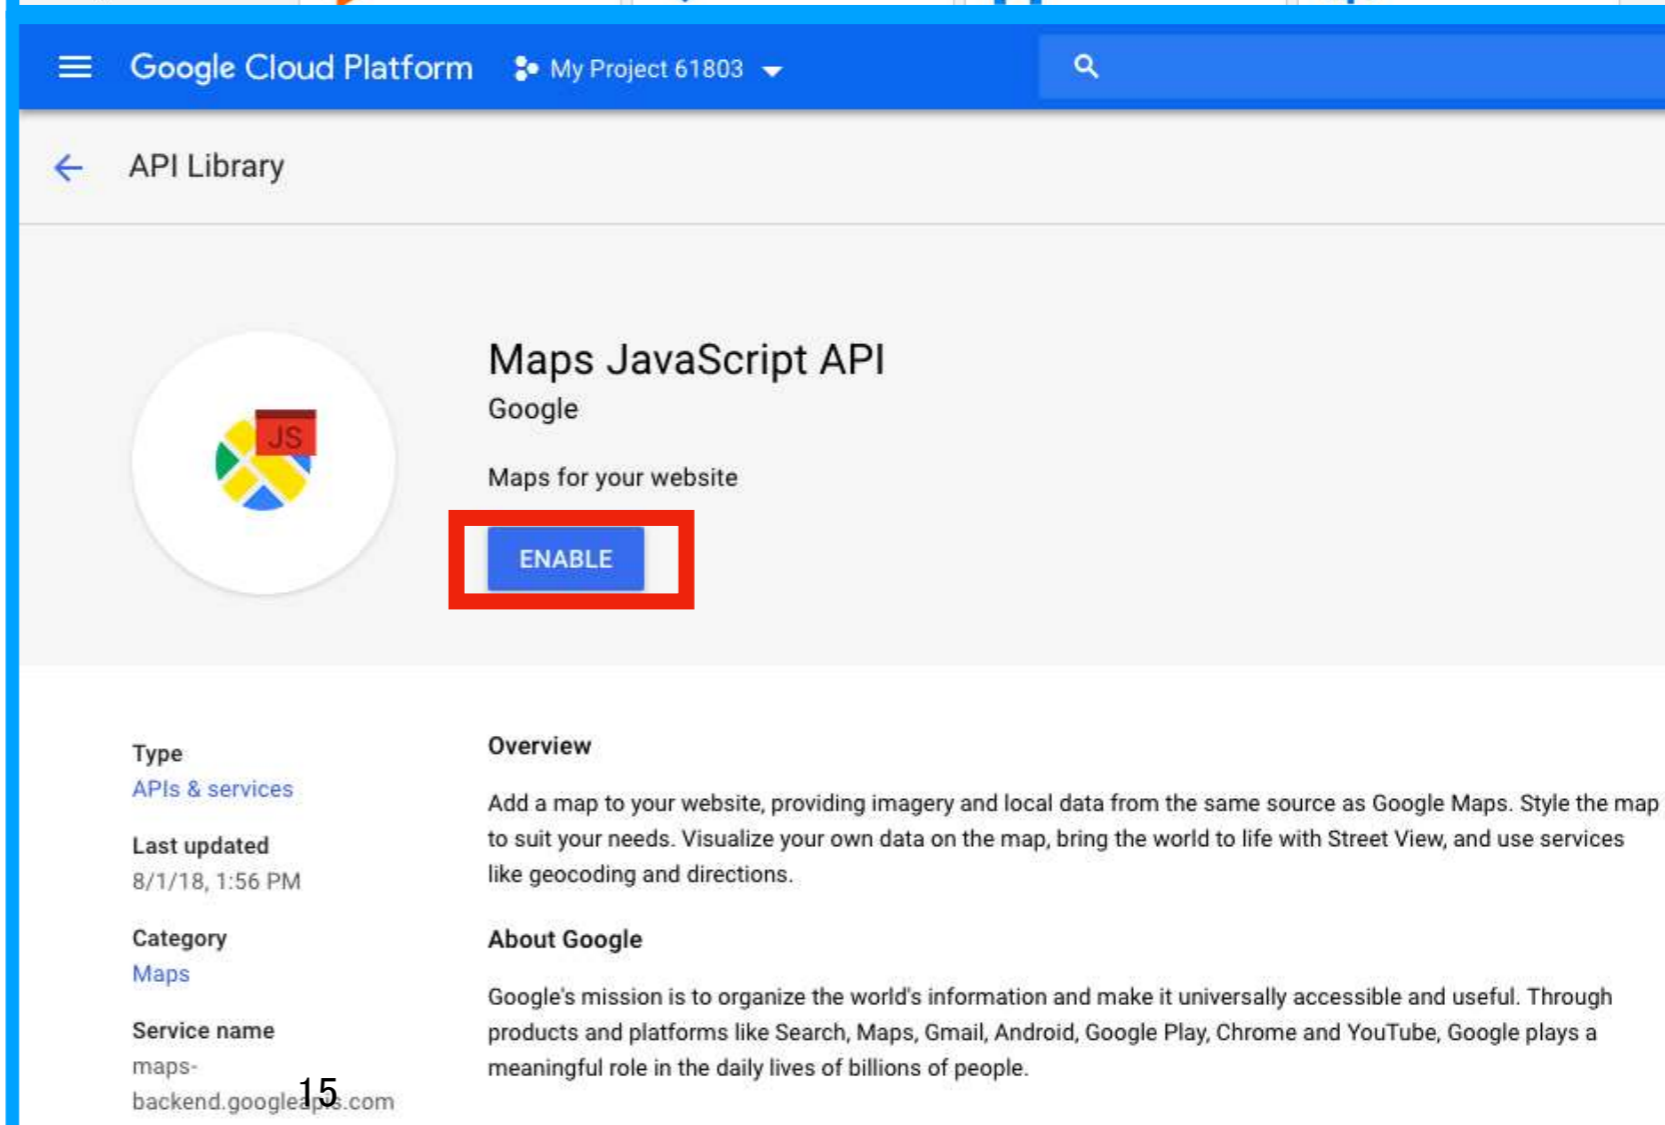 Google Cloud Platform My Project 61803
API Library
JS
Maps JavaScript API
Google
Maps for your website
ENABLE
Type
APIs & services
Last updated
8/1/18, 1:56 PM
Category
Maps
Service name
maps-
backend.googleapis.com
15
Overview
Add a map to your website, providing imagery and local data from the same source as Google Maps. Style the map
to suit your needs. Visualize your own data on the map, bring the world to life with Street View, and use services
like geocoding and directions.
About Google
Google's mission is to organize the world's information and make it universally accessible and useful. Through
products and platforms like Search, Maps, Gmail, Android, Google Play, Chrome and YouTube, Google plays a
meaningful role in the daily lives of billions of people.